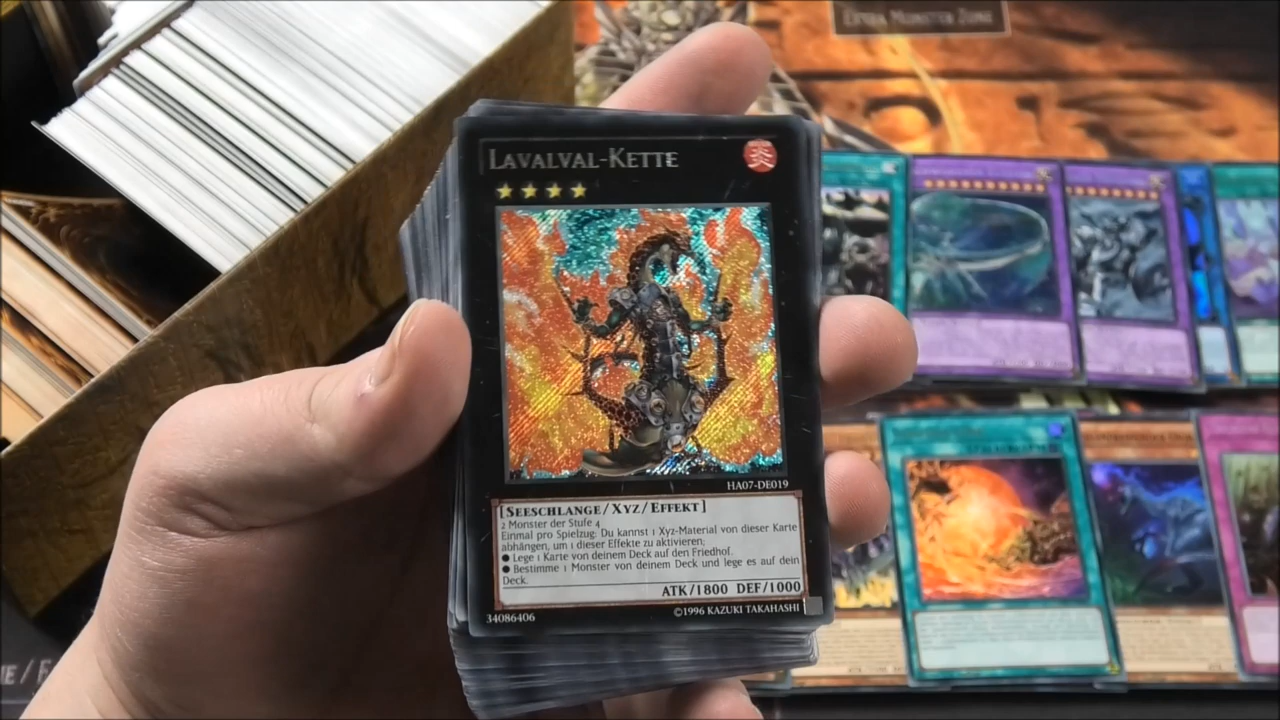 EXTRA MONSTER ZONE
LAVALVAL-KETTE
炎
HA07-DE019
[SEESCHLANGE/XYZ/EFFEKT]
2 Monster der Stufe 4
Einmal pro Spielzug: Du kannst 1 Xyz-Material von dieser Karte
abhängen, um 1 dieser Effekte zu aktivieren;
● Lege 1 Karte von deinem Deck auf den Friedhof.
● Bestimme 1 Monster von deinem Deck und lege es auf dein
Deck.
ATK/1800 DEF/1000
34086406
©1996 KAZUKI TAKAHASHI